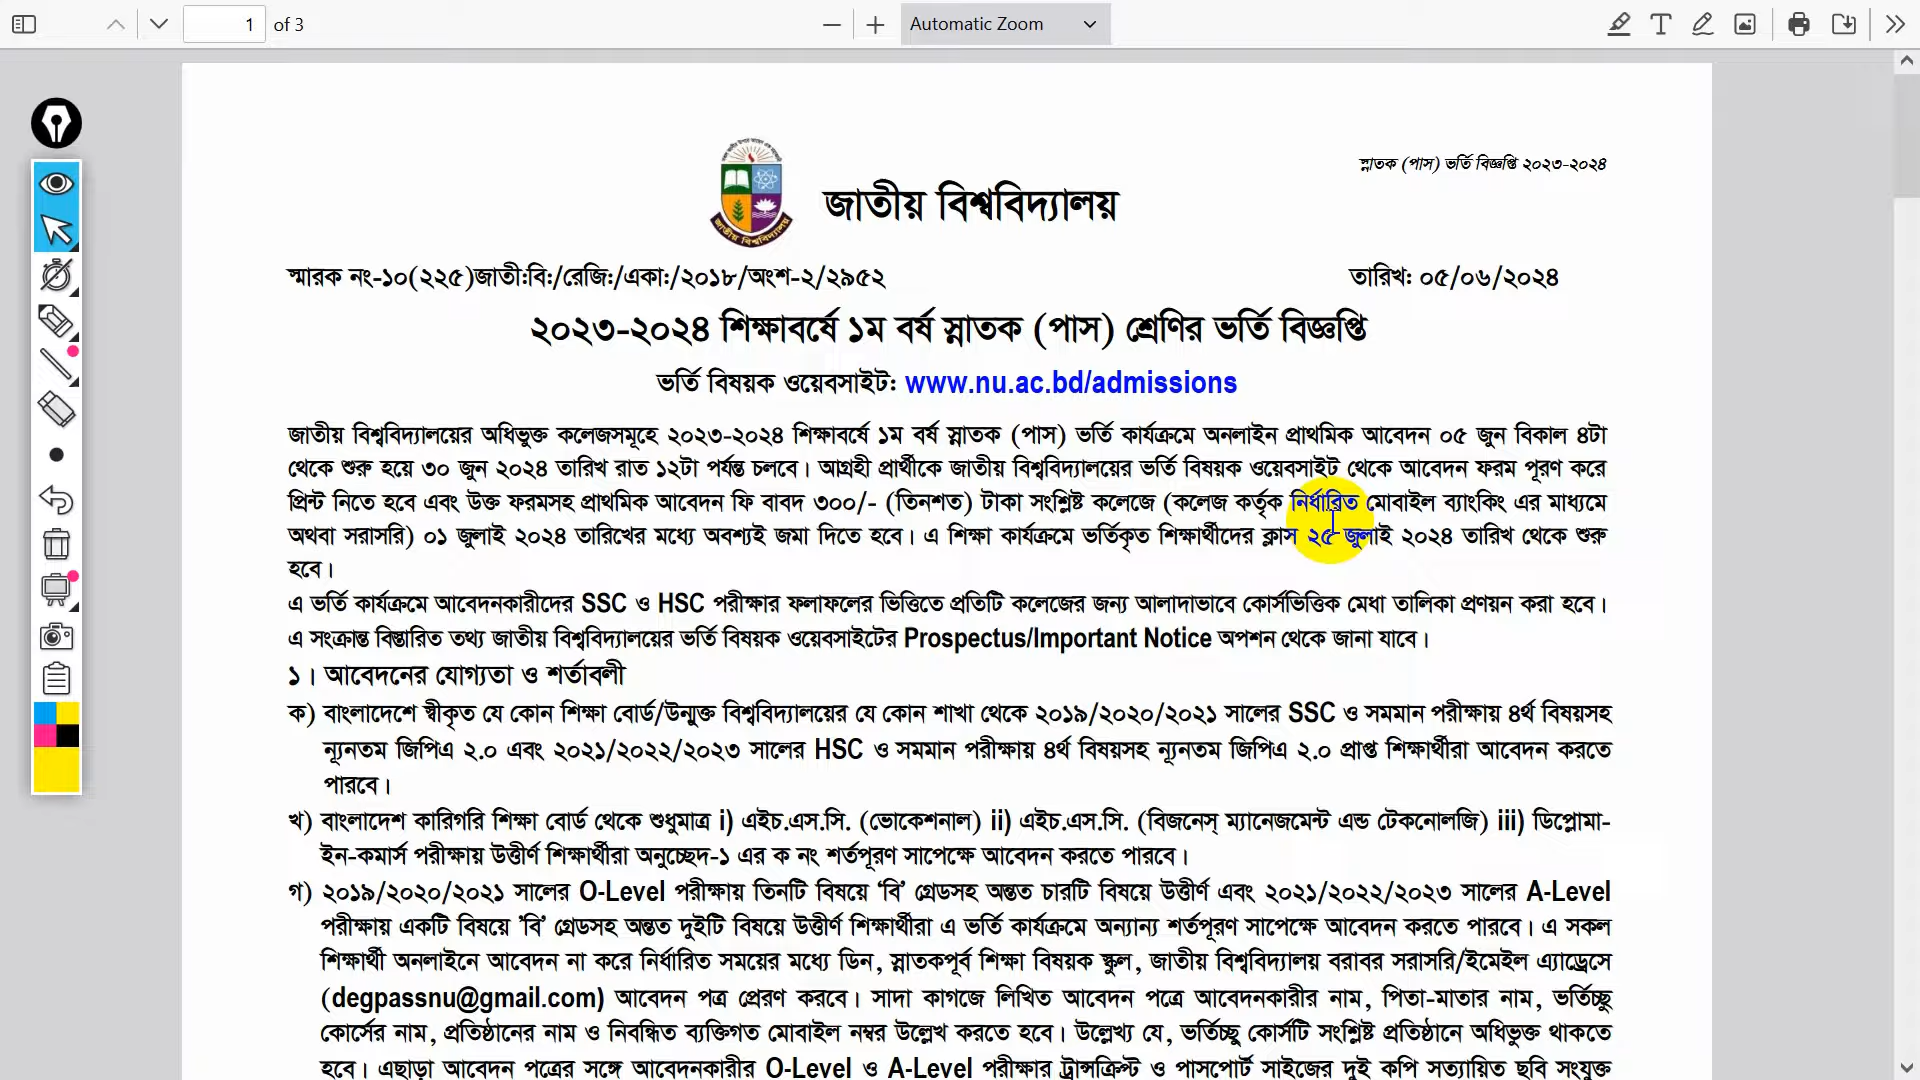 1 of 3 Automatic Zoom
স্নাতক (পাস) ভর্তি বিজ্ঞপ্তি ২০২৩-২০২৪
জাতীয় বিশ্ববিদ্যালয়
স্মারক নং-১০(২২৫)জাতী:বি:/রেজি:/একা:/২০১৮/অংশ-২/২৯৫২ তারিখ: ০৫/০৬/২০২৪
২০২৩-২০২৪ শিক্ষাবর্ষে ১ম বর্ষ স্নাতক (পাস) শ্রেণির ভর্তি বিজ্ঞপ্তি
ভর্তি বিষয়ক ওয়েবসাইট: www.nu.ac.bd/admissions
জাতীয় বিশ্ববিদ্যালয়ের অধিভুক্ত কলেজসমূহে ২০২৩-২০২৪ শিক্ষাবর্ষে ১ম বর্ষ স্নাতক (পাস) ভর্তি কার্যক্রমে অনলাইন প্রাথমিক আবেদন ০৫ জুন বিকাল ৪টা
থেকে শুরু হয়ে ৩০ জুন ২০২৪ তারিখ রাত ১২টা পর্যন্ত চলবে। আগ্রহী প্রার্থীকে জাতীয় বিশ্ববিদ্যালয়ের ভর্তি বিষয়ক ওয়েবসাইট থেকে আবেদন ফরম পূরণ করে
প্রিন্ট নিতে হবে এবং উক্ত ফরমসহ প্রাথমিক আবেদন ফি বাবদ ৩০০/- (তিনশত) টাকা সংশ্লিষ্ট কলেজে (কলেজ কর্তৃক নির্ধারিত মোবাইল ব্যাংকিং এর মাধ্যমে
অথবা সরাসরি) ০১ জুলাই ২০২৪ তারিখের মধ্যে অবশ্যই জমা দিতে হবে। এ শিক্ষা কার্যক্রমে ভর্তিকৃত শিক্ষার্থীদের ক্লাস ২৫ জুলাই ২০২৪ তারিখ থেকে শুরু
হবে।
এ ভর্তি কার্যক্রমে আবেদনকারীদের SSC ও HSC পরীক্ষার ফলাফলের ভিত্তিতে প্রতিটি কলেজের জন্য আলাদাভাবে কোর্সভিত্তিক মেধা তালিকা প্রণয়ন করা হবে।
এ সংক্রান্ত বিস্তারিত তথ্য জাতীয় বিশ্ববিদ্যালয়ের ভর্তি বিষয়ক ওয়েবসাইটের Prospectus/Important Notice অপশন থেকে জানা যাবে।
১। আবেদনের যোগ্যতা ও শর্তাবলী
ক) বাংলাদেশে স্বীকৃত যে কোন শিক্ষা বোর্ড/উন্মুক্ত বিশ্ববিদ্যালয়ের যে কোন শাখা থেকে ২০১৯/২০২০/২০২১ সালের SSC ও সমমান পরীক্ষায় ৪র্থ বিষয়সহ
ন্যূনতম জিপিএ ২.০ এবং ২০২১/২০২২/২০২৩ সালের HSC ও সমমান পরীক্ষায় ৪র্থ বিষয়সহ ন্যূনতম জিপিএ ২.০ প্রাপ্ত শিক্ষার্থীরা আবেদন করতে
পারবে।
খ) বাংলাদেশ কারিগরি শিক্ষা বোর্ড থেকে শুধুমাত্র i) এইচ.এস.সি. (ভোকেশনাল) ii) এইচ.এস.সি. (বিজনেস্ ম্যানেজমেন্ট এন্ড টেকনোলজি) iii) ডিপ্লোমা-
ইন-কমার্স পরীক্ষায় উত্তীর্ণ শিক্ষার্থীরা অনুচ্ছেদ-১ এর ক নং শর্তপূরণ সাপেক্ষে আবেদন করতে পারবে।
গ) ২০১৯/২০২০/২০২১ সালের O-Level পরীক্ষায় তিনটি বিষয়ে ‘বি’ গ্রেডসহ অন্তত চারটি বিষয়ে উত্তীর্ণ এবং ২০২১/২০২২/২০২৩ সালের A-Level
পরীক্ষায় একটি বিষয়ে ’বি’ গ্রেডসহ অন্তত দুইটি বিষয়ে উত্তীর্ণ শিক্ষার্থীরা এ ভর্তি কার্যক্রমে অন্যান্য শর্তপূরণ সাপেক্ষে আবেদন করতে পারবে। এ সকল
শিক্ষার্থী অনলাইনে আবেদন না করে নির্ধারিত সময়ের মধ্যে ডিন, স্নাতকপূর্ব শিক্ষা বিষয়ক স্কুল, জাতীয় বিশ্ববিদ্যালয় বরাবর সরাসরি/ইমেইল এ্যাড্রেসে
(degpassnu@gmail.com) আবেদন পত্র প্রেরণ করবে। সাদা কাগজে লিখিত আবেদন পত্রে আবেদনকারীর নাম, পিতা-মাতার নাম, ভর্তিচ্ছু
কোর্সের নাম, প্রতিষ্ঠানের নাম ও নিবন্ধিত ব্যক্তিগত মোবাইল নম্বর উল্লেখ করতে হবে। উল্লেখ্য যে, ভর্তিচ্ছু কোর্সটি সংশ্লিষ্ট প্রতিষ্ঠানে অধিভুক্ত থাকতে
হবে। এছাড়া আবেদন পত্রের সঙ্গে আবেদনকারীর O-Level ও A-Level পরীক্ষার ট্রান্সক্রিপ্ট ও পাসপোর্ট সাইজের দুই কপি সত্যায়িত ছবি সংযুক্ত